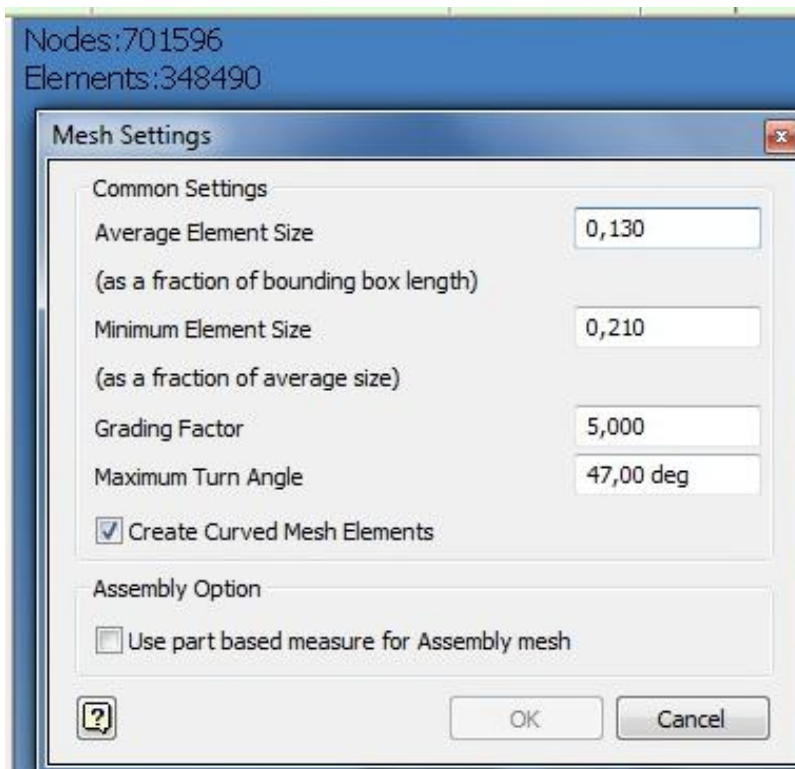 Nodes:701596
Elements:348490
Mesh Settings
Common Settings
Average Element Size 0,130
(as a fraction of bounding box length)
Minimum Element Size 0,210
(as a fraction of average size)
Grading Factor 5,000
Maximum Turn Angle 47,00 deg
Create Curved Mesh Elements
Assembly Option
Use part based measure for Assembly mesh
? OK Cancel